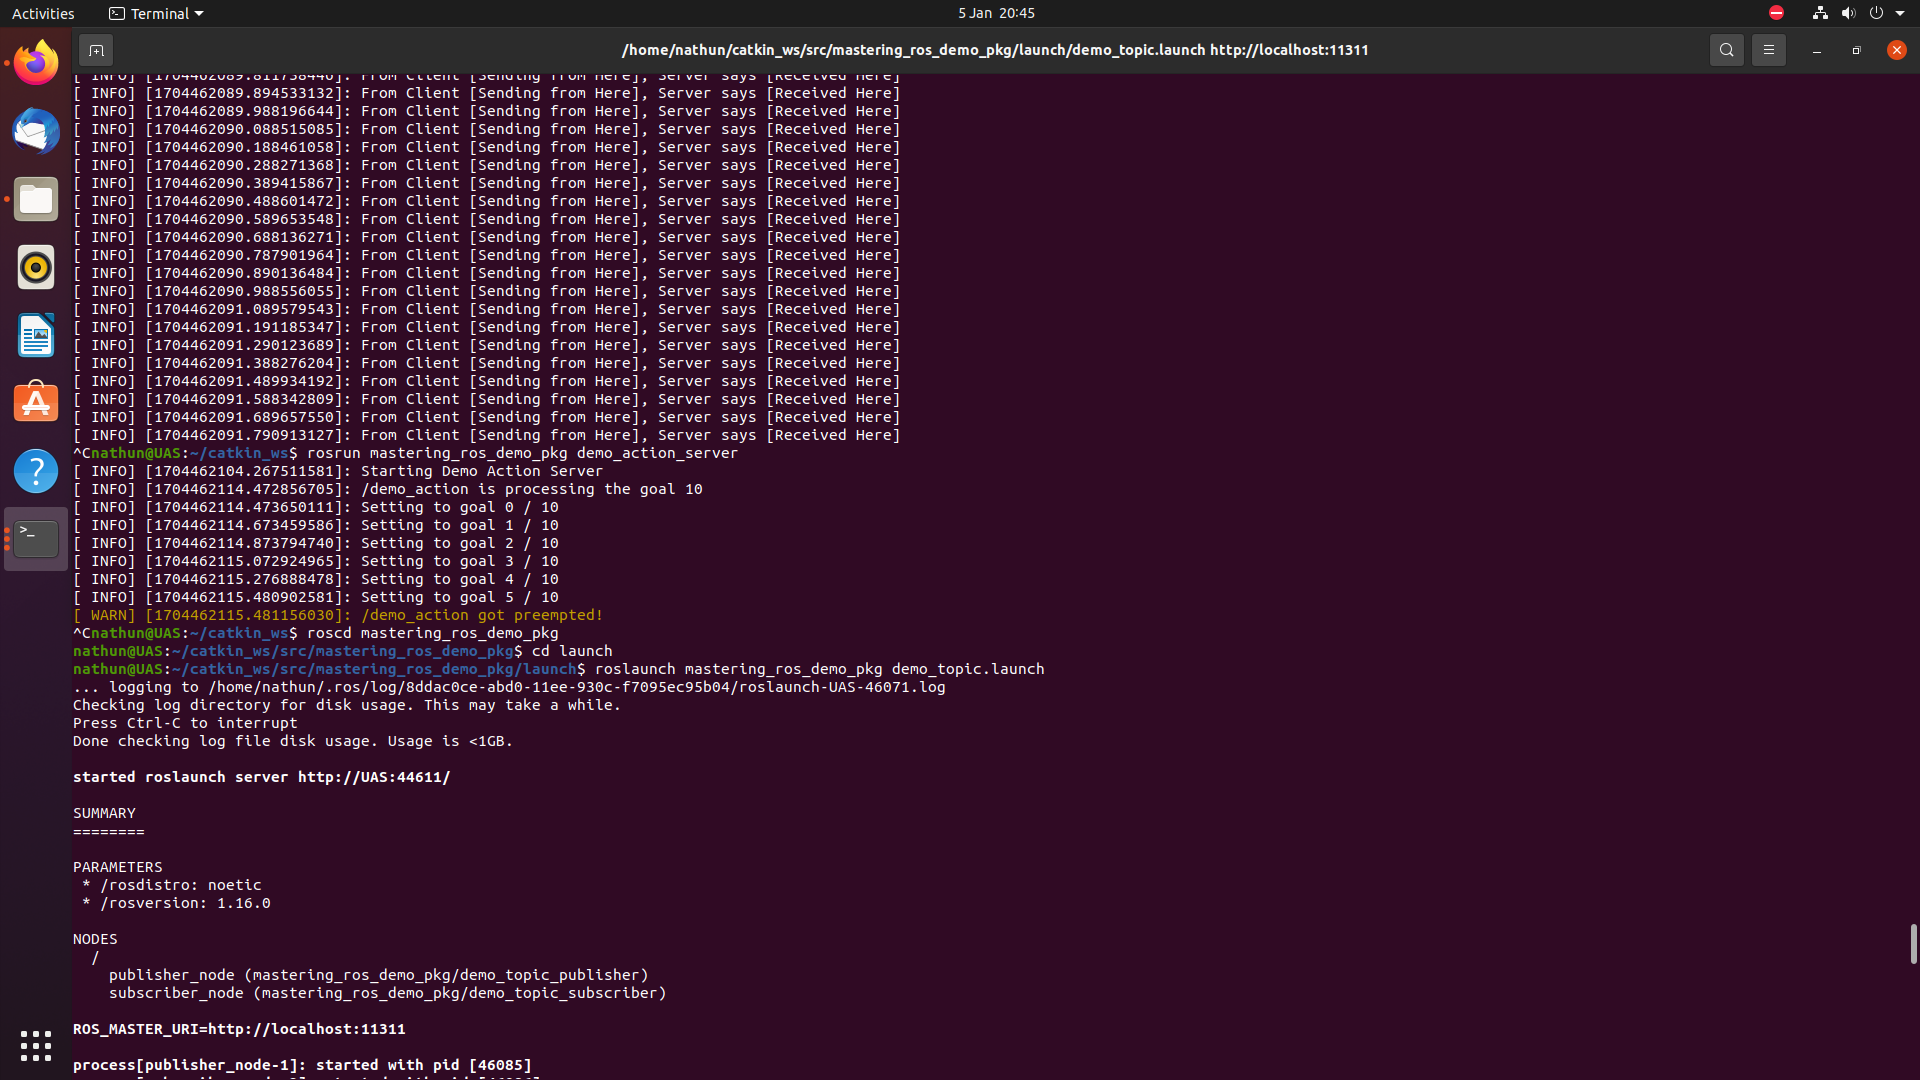 Activities
Terminal
5 Jan 20:45
/home/nathun/catkin_ws/src/mastering_ros_demo_pkg/launch/demo_topic.launch http://localhost:11311
[ INFO] [1704462089.811738446]: From Client [Sending from Here], Server says [Received Here]
[ INFO] [1704462089.894533132]: From Client [Sending from Here], Server says [Received Here]
[ INFO] [1704462089.988196644]: From Client [Sending from Here], Server says [Received Here]
[ INFO] [1704462090.088515085]: From Client [Sending from Here], Server says [Received Here]
[ INFO] [1704462090.188461058]: From Client [Sending from Here], Server says [Received Here]
[ INFO] [1704462090.288271368]: From Client [Sending from Here], Server says [Received Here]
[ INFO] [1704462090.389415867]: From Client [Sending from Here], Server says [Received Here]
[ INFO] [1704462090.488601472]: From Client [Sending from Here], Server says [Received Here]
[ INFO] [1704462090.589653548]: From Client [Sending from Here], Server says [Received Here]
[ INFO] [1704462090.688136271]: From Client [Sending from Here], Server says [Received Here]
[ INFO] [1704462090.787901964]: From Client [Sending from Here], Server says [Received Here]
[ INFO] [1704462090.890136484]: From Client [Sending from Here], Server says [Received Here]
[ INFO] [1704462090.988556055]: From Client [Sending from Here], Server says [Received Here]
[ INFO] [1704462091.089579543]: From Client [Sending from Here], Server says [Received Here]
[ INFO] [1704462091.191185347]: From Client [Sending from Here], Server says [Received Here]
[ INFO] [1704462091.290123689]: From Client [Sending from Here], Server says [Received Here]
[ INFO] [1704462091.388276204]: From Client [Sending from Here], Server says [Received Here]
[ INFO] [1704462091.489934192]: From Client [Sending from Here], Server says [Received Here]
[ INFO] [1704462091.588342809]: From Client [Sending from Here], Server says [Received Here]
[ INFO] [1704462091.689657550]: From Client [Sending from Here], Server says [Received Here]
[ INFO] [1704462091.790913127]: From Client [Sending from Here], Server says [Received Here]
^Cnathun@UAS:~/catkin_ws$ rosrun mastering_ros_demo_pkg demo_action_server
[ INFO] [1704462104.267511581]: Starting Demo Action Server
[ INFO] [1704462114.472856705]: /demo_action is processing the goal 10
[ INFO] [1704462114.473650111]: Setting to goal 0 / 10
[ INFO] [1704462114.673459586]: Setting to goal 1 / 10
[ INFO] [1704462114.873794740]: Setting to goal 2 / 10
[ INFO] [1704462115.072924965]: Setting to goal 3 / 10
[ INFO] [1704462115.276888478]: Setting to goal 4 / 10
[ INFO] [1704462115.480902581]: Setting to goal 5 / 10
[ WARN] [1704462115.481156030]: /demo_action got preempted!
^Cnathun@UAS:~/catkin_ws$ roscd mastering_ros_demo_pkg
nathun@UAS:~/catkin_ws/src/mastering_ros_demo_pkg$ cd launch
nathun@UAS:~/catkin_ws/src/mastering_ros_demo_pkg/launch$ roslaunch mastering_ros_demo_pkg demo_topic.launch
... logging to /home/nathun/.ros/log/8ddac0ce-abd0-11ee-930c-f7095ec95b04/roslaunch-UAS-46071.log
Checking log directory for disk usage. This may take a while.
Press Ctrl-C to interrupt
Done checking log file disk usage. Usage is <1GB.
started roslaunch server http://UAS:44611/
SUMMARY
========
PARAMETERS
* /rosdistro: noetic
* /rosversion: 1.16.0
NODES
/
publisher_node (mastering_ros_demo_pkg/demo_topic_publisher)
subscriber_node (mastering_ros_demo_pkg/demo_topic_subscriber)
ROS_MASTER_URI=http://localhost:11311
process[publisher_node-1]: started with pid [46085]